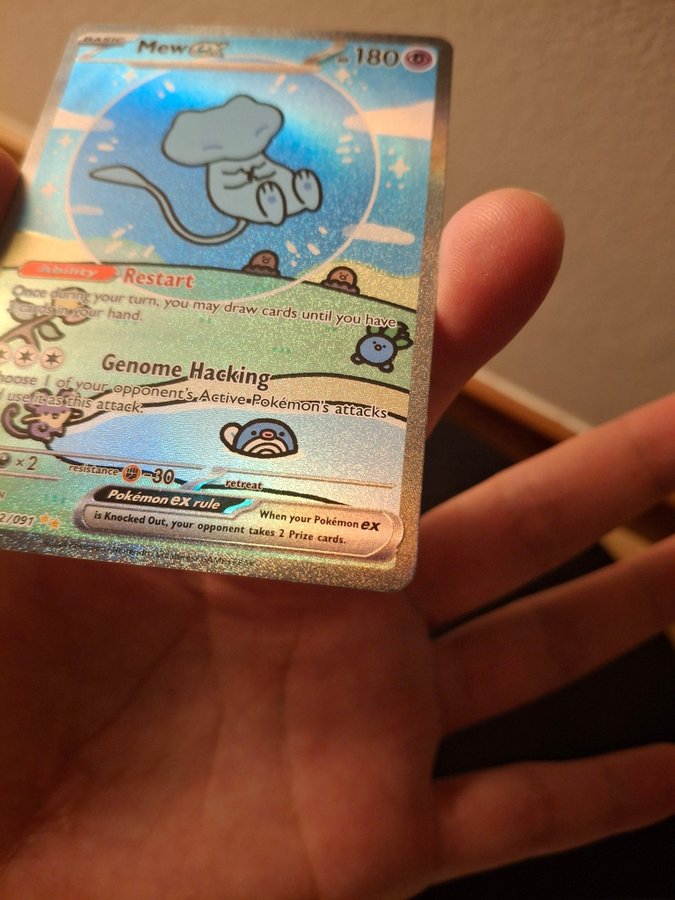 BASIC Mew ex 180
Ability Restart
Once during your turn, you may draw cards until you have
cards in your hand.
Genome Hacking
hoose 1 of your opponent's Active Pokémon's attacks
use it as this attack.
×2 resistance -30 retreat
Pokémon ex rule When your Pokémon ex
is Knocked Out, your opponent takes 2 Prize cards.
2/091